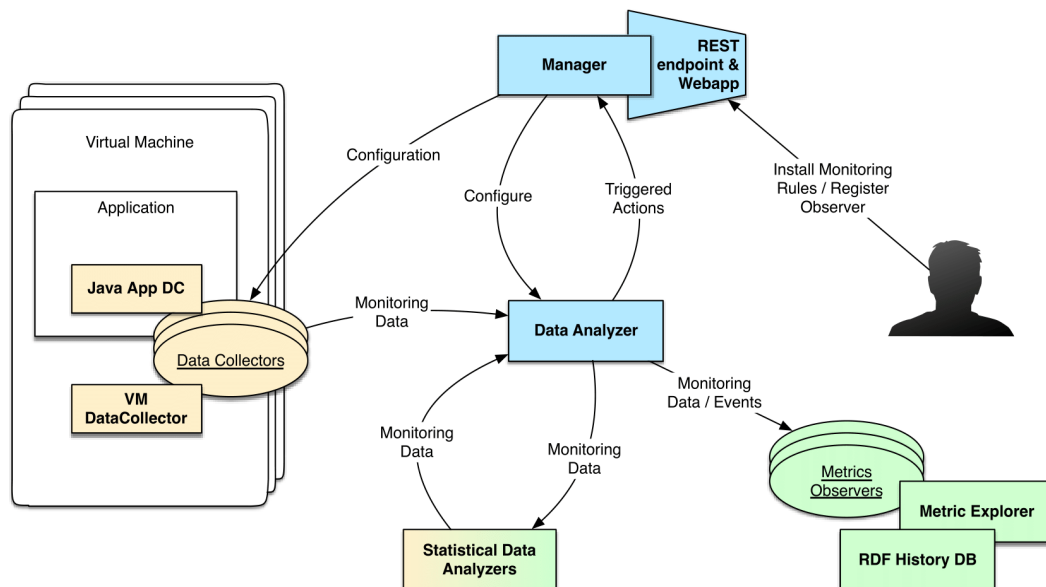 REST
endpoint &
Webapp
Manager
Virtual Machine
Configuration
Install Monitoring
Rules / Register
Observer
Configure
Triggered
Actions
Application
Java App DC
Monitoring
Data
Data Analyzer
Data Collectors
VM
DataCollector
Monitoring
Data / Events
Monitoring
Data
Monitoring
Data
Metrics
Observers
Metric Explorer
Statistical Data
Analyzers
RDF History DB